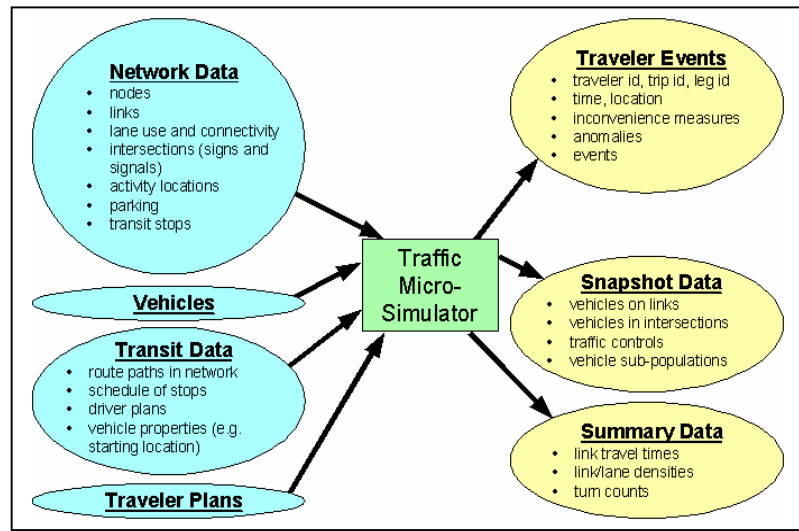 Network Data
• nodes
• links
• lane use and connectivity
• intersections (signs and
signals)
• activity locations
• parking
• transit stops
Vehicles
Transit Data
• route paths in network
• schedule of stops
• driver plans
• vehicle properties (e.g.
starting location)
Traveler Plans
Traffic
Micro-
Simulator
Traveler Events
• traveler id, trip id, leg id
• time, location
• inconvenience measures
• anomalies
• events
Snapshot Data
• vehicles on links
• vehicles in intersections
• traffic controls
• vehicle sub-populations
Summary Data
• link travel times
• link/lane densities
• turn counts